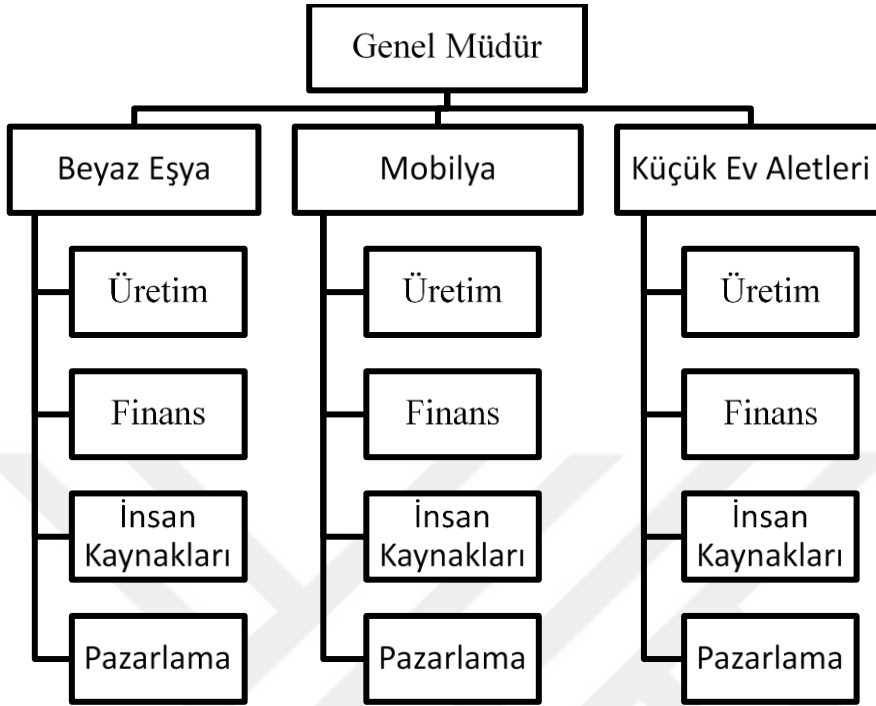 Genel Müdür
Beyaz Eşya
Mobilya
Küçük Ev Aletleri
Üretim
Üretim
Üretim
Finans
Finans
Finans
İnsan
Kaynakları
İnsan
Kaynakları
İnsan
Kaynakları
Pazarlama
Pazarlama
Pazarlama